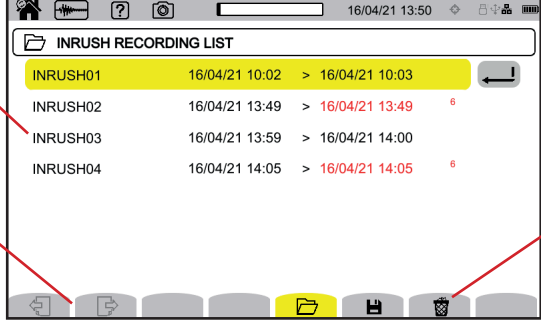 ? 16/04/21 13:50
INRUSH RECORDING LIST
INRUSH01 16/04/21 10:02 > 16/04/21 10:03
INRUSH02 16/04/21 13:49 > 16/04/21 13:49 6
INRUSH03 16/04/21 13:59 > 16/04/21 14:00
INRUSH04 16/04/21 14:05 > 16/04/21 14:05 6